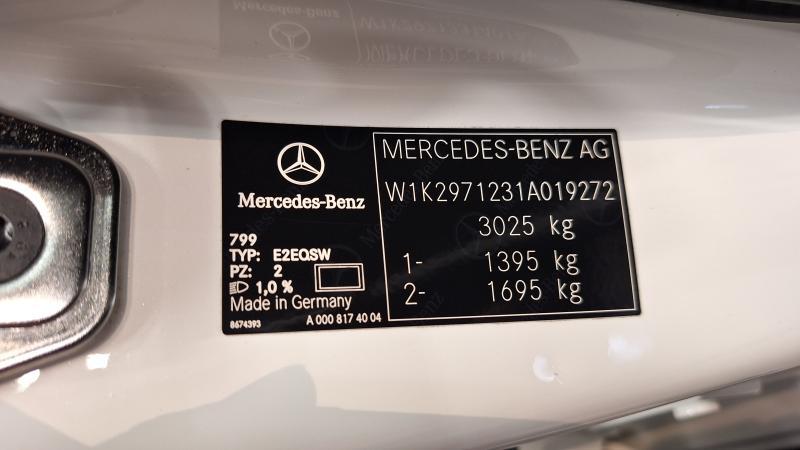 Mercedes-Benz
799
TYP: E2EQSW
PZ: 2
1,0 %
Made in Germany
8674393 A 000 817 40 04
MERCEDES-BENZ AG
W1K2971231A019272
3025 kg
1- 1395 kg
2- 1695 kg